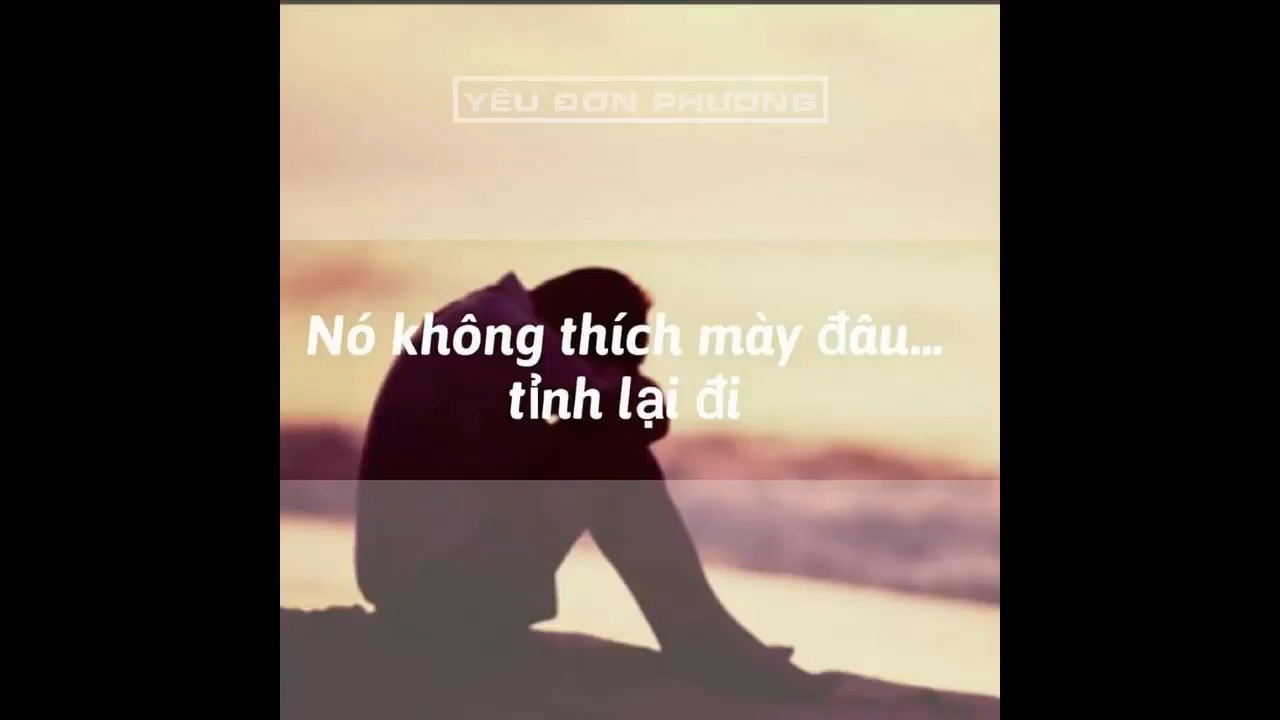 YÊU ĐƠN PHƯƠNG
Nó không thích mày đâu...
tỉnh lại đi